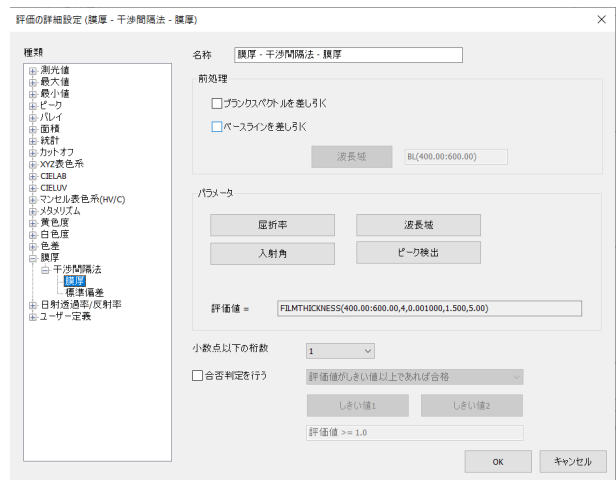 評価の詳細設定 (膜厚 - 干渉間隔法 - 膜厚)
種類
測光値
最大値
最小値
ピーク
バレイ
面積
統計
カットオフ
XYZ表色系
CIELAB
CIELUV
マンセル表色系(HV/C)
メタメリズム
黄色度
白色度
色差
膜厚
干渉間隔法
膜厚
標準偏差
日射透過率/反射率
ユーザー定義
名称 膜厚 - 干渉間隔法 - 膜厚
前処理
ブランクスペクトルを差し引く
ベースラインを差し引く
波長域 BL(400.00:600.00)
パラメータ
屈折率 波長域
入射角 ピーク検出
評価値 = FILMTHICKNESS(400.00:600.00,4,0.001000,1.500,5.00)
小数点以下の桁数 1
合否判定を行う 評価値がしきい値以上であれば合格
しきい値1 しきい値2
評価値 >= 1.0
OK キャンセル